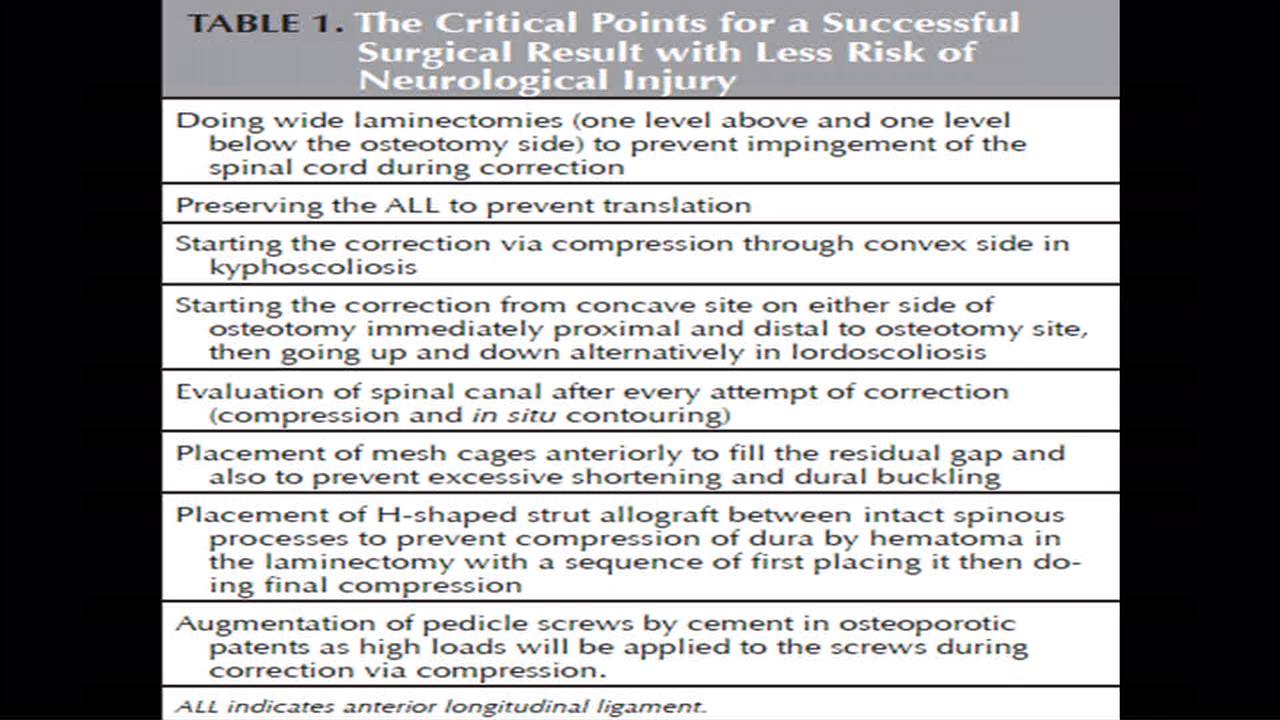 TABLE 1. The Critical Points for a Successful
Surgical Result with Less Risk of
Neurological Injury
Doing wide laminectomies (one level above and one level
below the osteotomy side) to prevent impingement of the
spinal cord during correction
Preserving the ALL to prevent translation
Starting the correction via compression through convex side in
kyphoscoliosis
Starting the correction from concave site on either side of
osteotomy immediately proximal and distal to osteotomy site,
then going up and down alternatively in lordoscoliosis
Evaluation of spinal canal after every attempt of correction
(compression and in situ contouring)
Placement of mesh cages anteriorly to fill the residual gap and
also to prevent excessive shortening and dural buckling
Placement of H-shaped strut allograft between intact spinous
processes to prevent compression of dura by hematoma in
the laminectomy with a sequence of first placing it then do-
ing final compression
Augmentation of pedicle screws by cement in osteoporotic
patents as high loads will be applied to the screws during
correction via compression.
ALL indicates anterior longitudinal ligament.